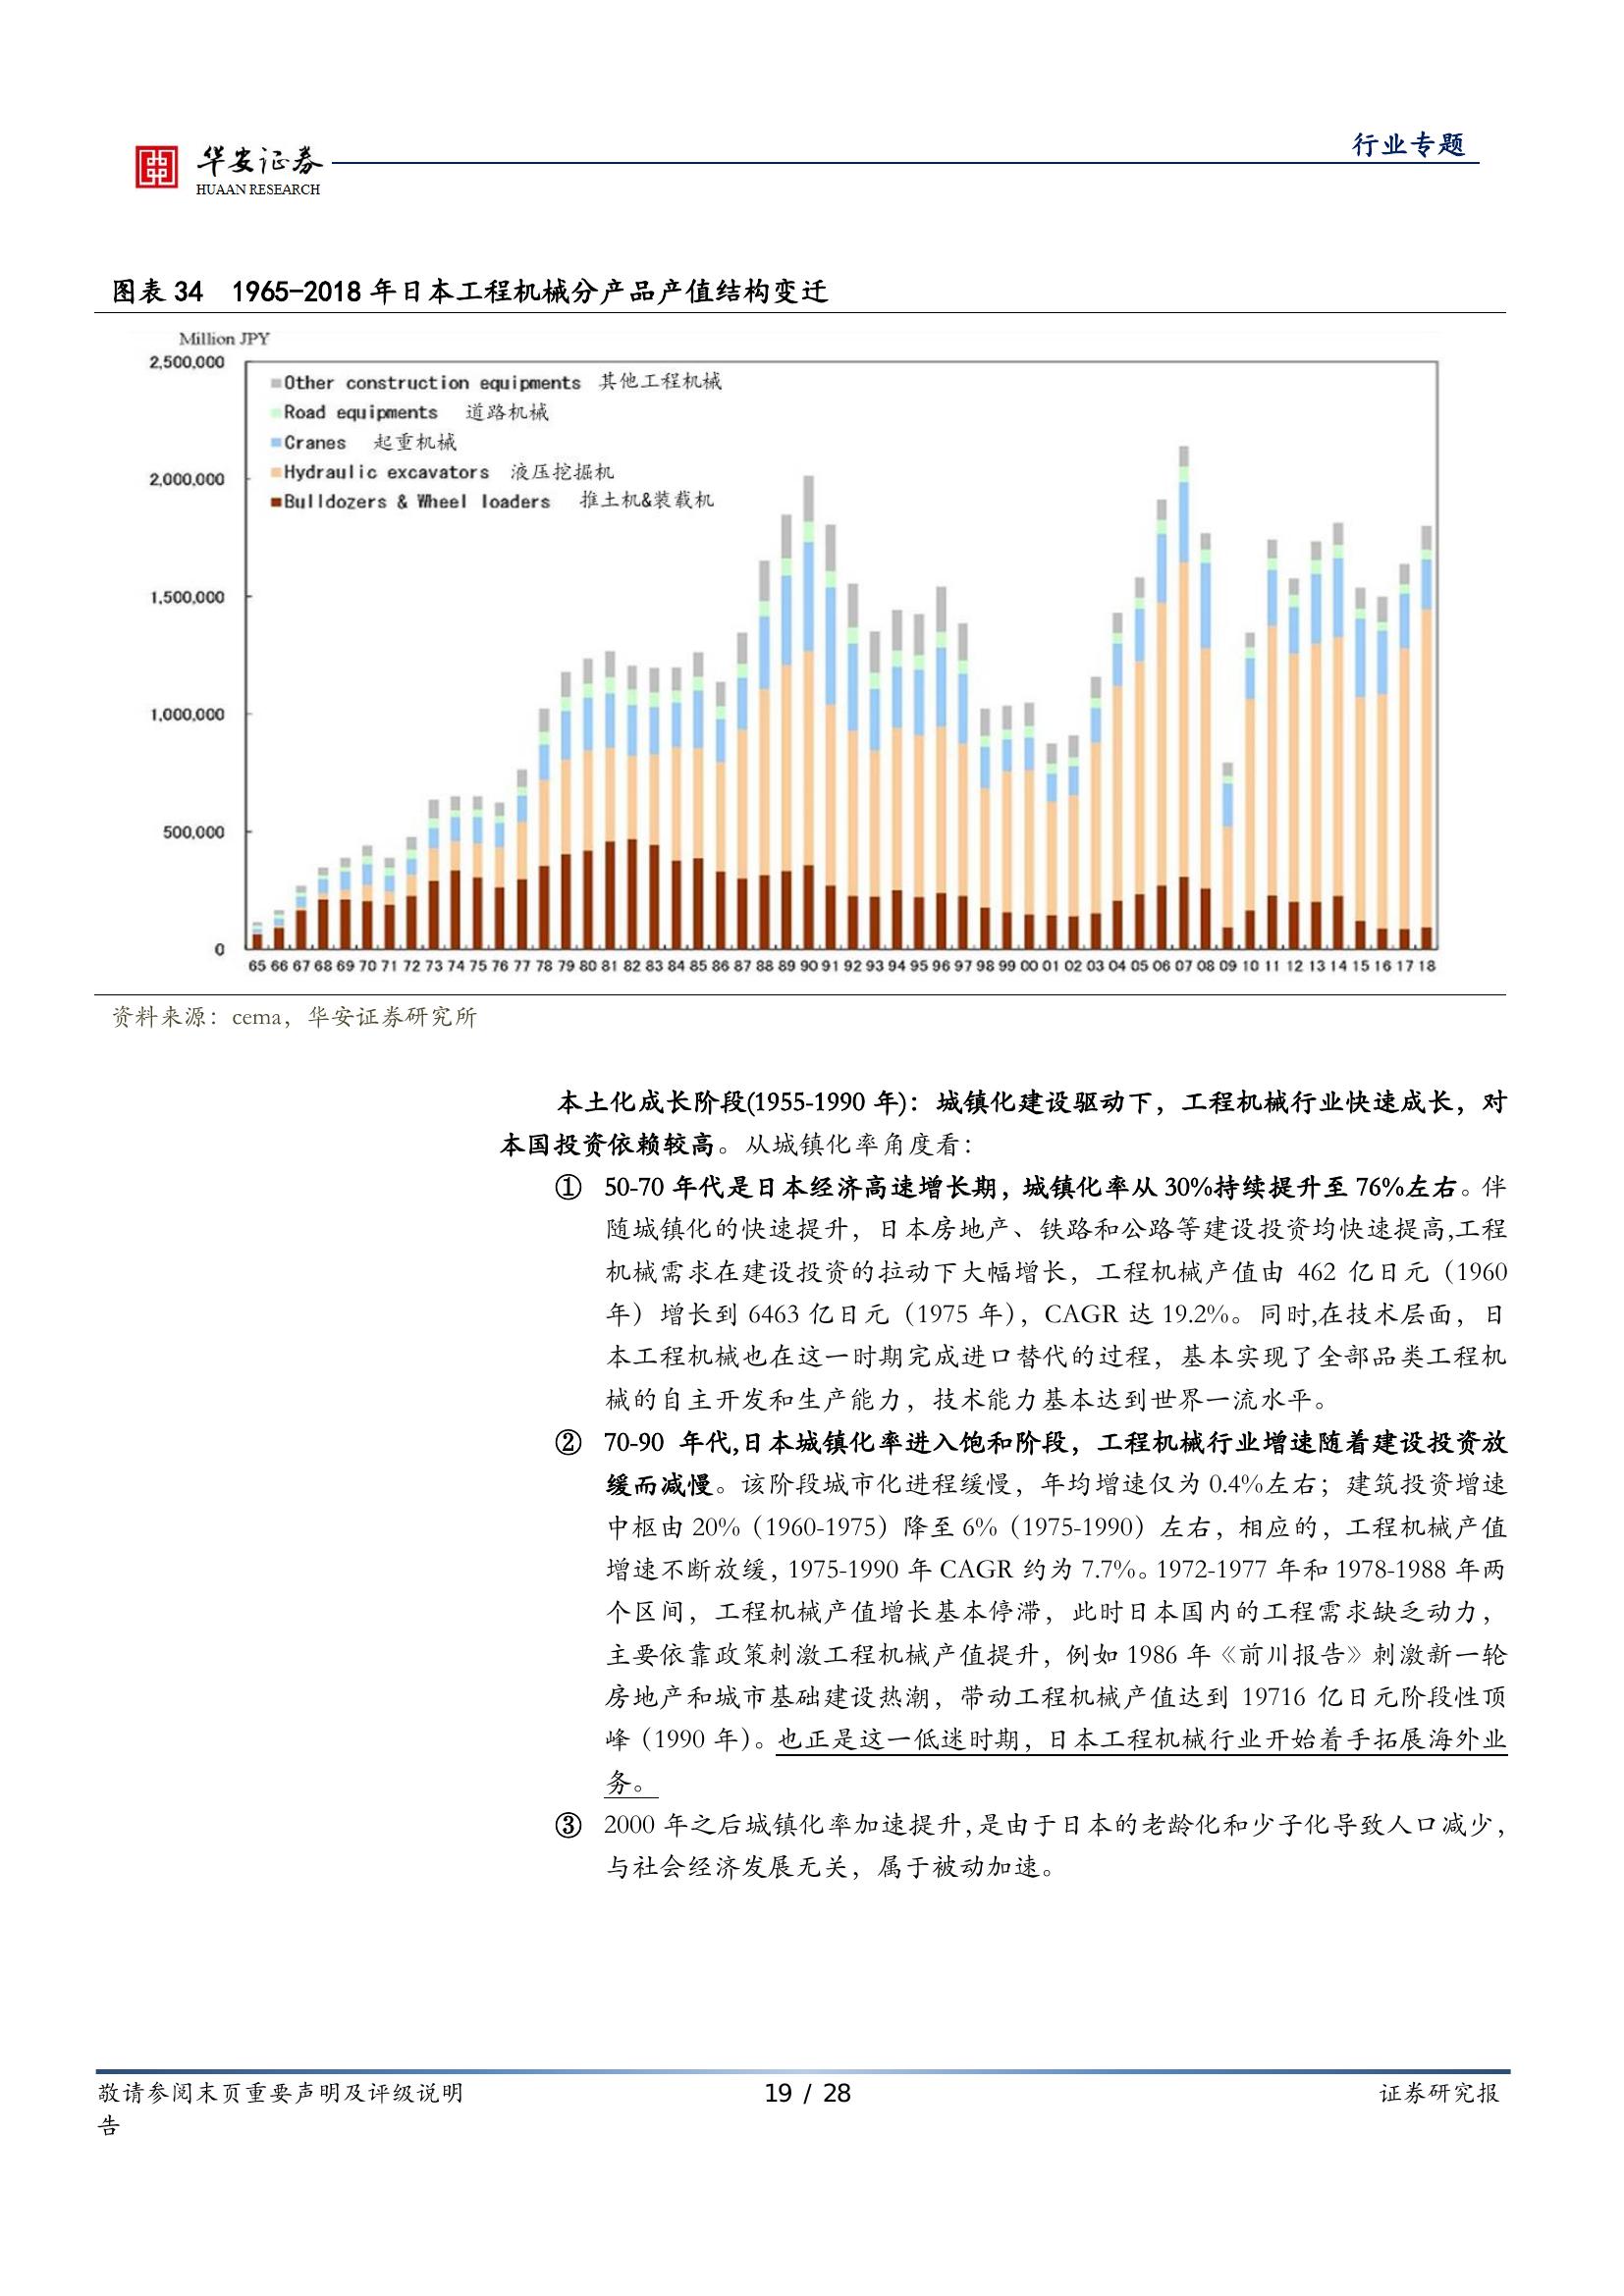 华安证券
HUAAN RESEARCH
行业专题
图表 34 1965-2018 年日本工程机械分产品产值结构变迁
Million JPY
2,500,000
2,000,000
1,500,000
1,000,000
500,000
0
Other construction equipments 其他工程机械
Road equipments 道路机械
Cranes 起重机械
Hydraulic excavators 液压挖掘机
Bulldozers & Wheel loaders 推土机&装载机
65 66 67 68 69 70 71 72 73 74 75 76 77 78 79 80 81 82 83 84 85 86 87 88 89 90 91 92 93 94 95 96 97 98 99 00 01 02 03 04 05 06 07 08 09 10 11 12 13 14 15 16 17 18
资料来源：cema，华安证券研究所
本土化成长阶段(1955-1990 年)：城镇化建设驱动下，工程机械行业快速成长，对
本国投资依赖较高。从城镇化率角度看：
① 50-70 年代是日本经济高速增长期，城镇化率从 30%持续提升至 76%左右。伴
随城镇化的快速提升，日本房地产、铁路和公路等建设投资均快速提高,工程
机械需求在建设投资的拉动下大幅增长，工程机械产值由 462 亿日元（1960
年）增长到 6463 亿日元（1975 年），CAGR 达 19.2%。同时,在技术层面，日
本工程机械也在这一时期完成进口替代的过程，基本实现了全部品类工程机
械的自主开发和生产能力，技术能力基本达到世界一流水平。
② 70-90 年代,日本城镇化率进入饱和阶段，工程机械行业增速随着建设投资放
缓而减慢。该阶段城市化进程缓慢，年均增速仅为 0.4%左右；建筑投资增速
中枢由 20%（1960-1975）降至 6%（1975-1990）左右，相应的，工程机械产值
增速不断放缓，1975-1990 年 CAGR 约为 7.7%。1972-1977 年和 1978-1988 年两
个区间，工程机械产值增长基本停滞，此时日本国内的工程需求缺乏动力，
主要依靠政策刺激工程机械产值提升，例如 1986 年《前川报告》刺激新一轮
房地产和城市基础建设热潮，带动工程机械产值达到 19716 亿日元阶段性顶
峰（1990 年）。也正是这一低迷时期，日本工程机械行业开始着手拓展海外业
务。
③ 2000 年之后城镇化率加速提升,是由于日本的老龄化和少子化导致人口减少，
与社会经济发展无关，属于被动加速。
敬请参阅末页重要声明及评级说明 19 / 28 证券研究报
告